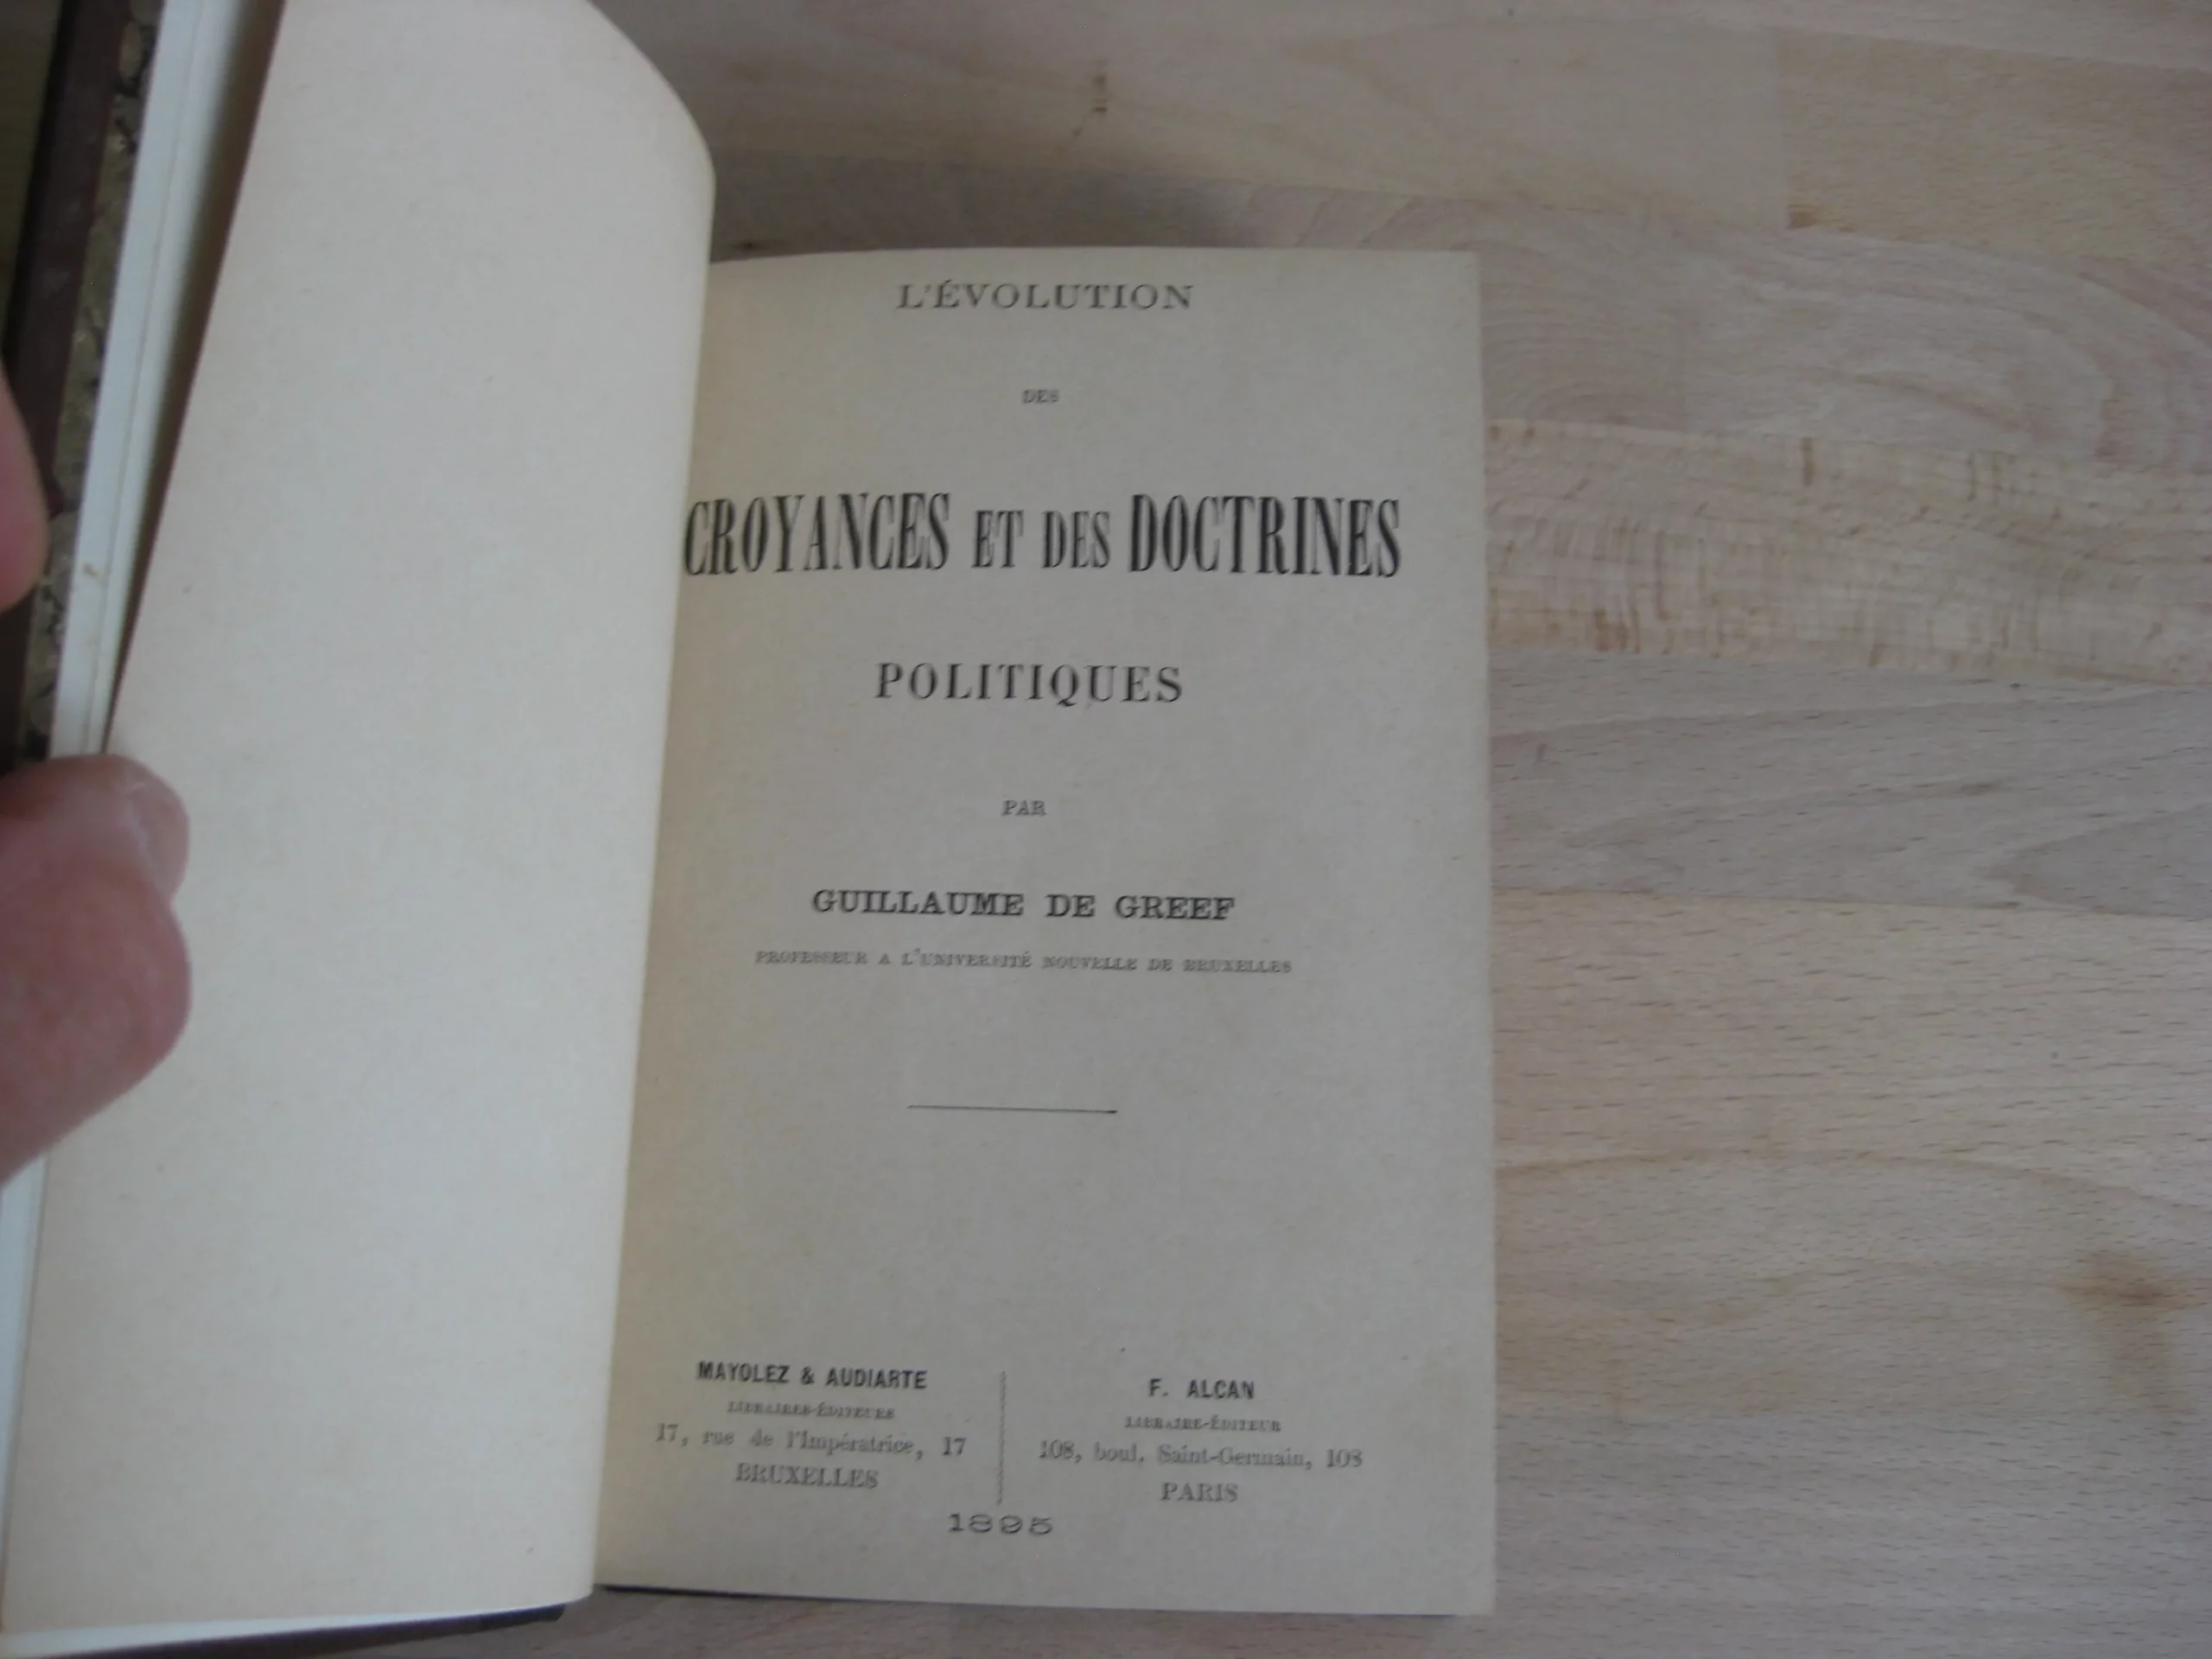 L'ÉVOLUTION
DES
CROYANCES ET DES DOCTRINES
POLITIQUES
PAR
GUILLAUME DE GREEF
PROFESSEUR A L'UNIVERSITÉ NOUVELLE DE BRUXELLES
MAYOLEZ & AUDIARTE
LIBRAIRES-ÉDITEURS
17, rue de l'Impératrice, 17
BRUXELLES
F. ALCAN
LIBRAIRE-ÉDITEUR
108, boul. Saint-Germain, 108
PARIS
1895